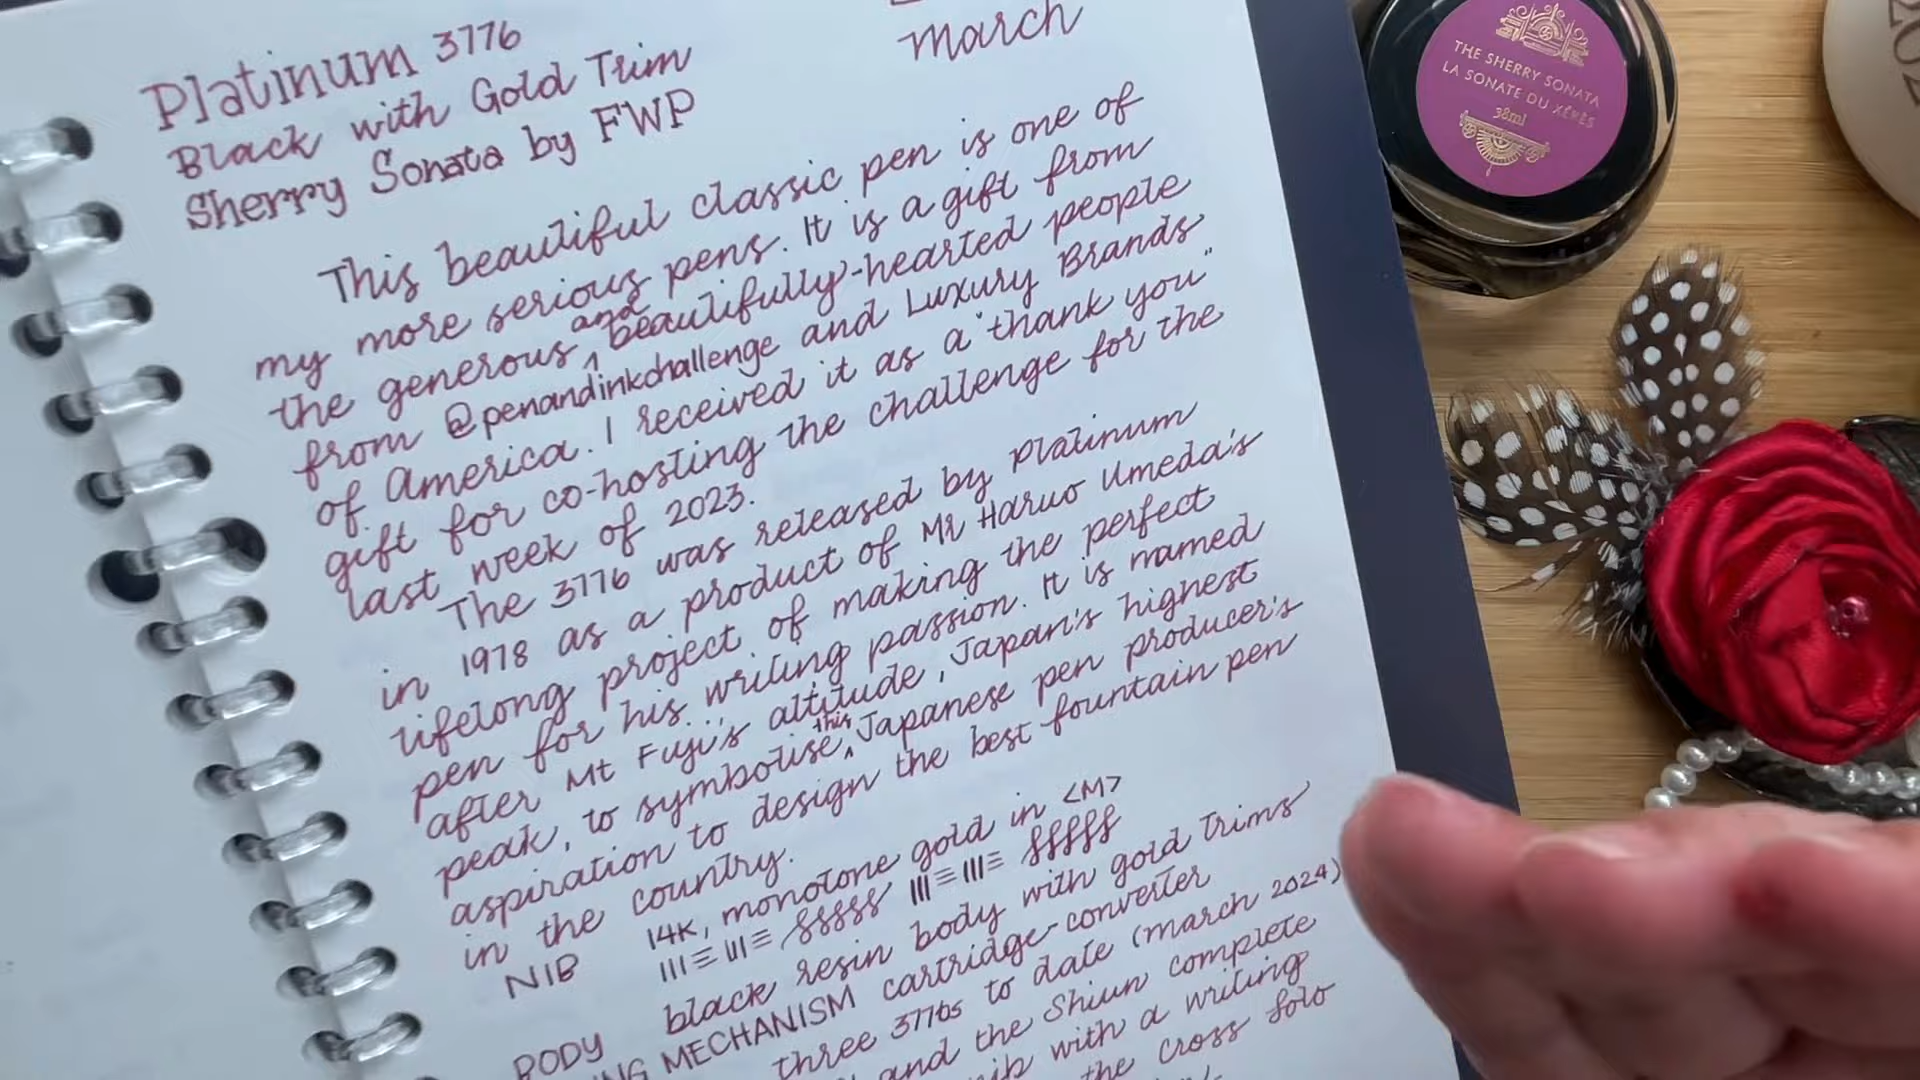 Platinum 3776
March
Black with Gold Trim
Sherry Sonata by FWP
This beautiful classic pen is one of
my more serious pens. It is a gift from
the generous and beautifully-hearted people
from @penandinkchallenge and Luxury Brands
of America. I received it as a "thank you"
gift for co-hosting the challenge for the
last week of 2023.
The 3776 was released by Platinum
in 1978 as a product of Mr Haruo Umeda's
lifelong project of making the perfect
pen for his writing passion. It is named
after Mt Fuji's altitude, Japan's highest
peak, to symbolise this Japanese pen producer's
aspiration to design the best fountain pen
in the country.
NIB 14K, monotone gold in <M>
BODY black resin body with gold trims
MECHANISM cartridge-converter
three 3776s to date (March 2024)
and the Shiun complete
nib with a writing
the cross
THE SHERRY SONATA
LA SONATE DU XÉRÈS
38ml
202